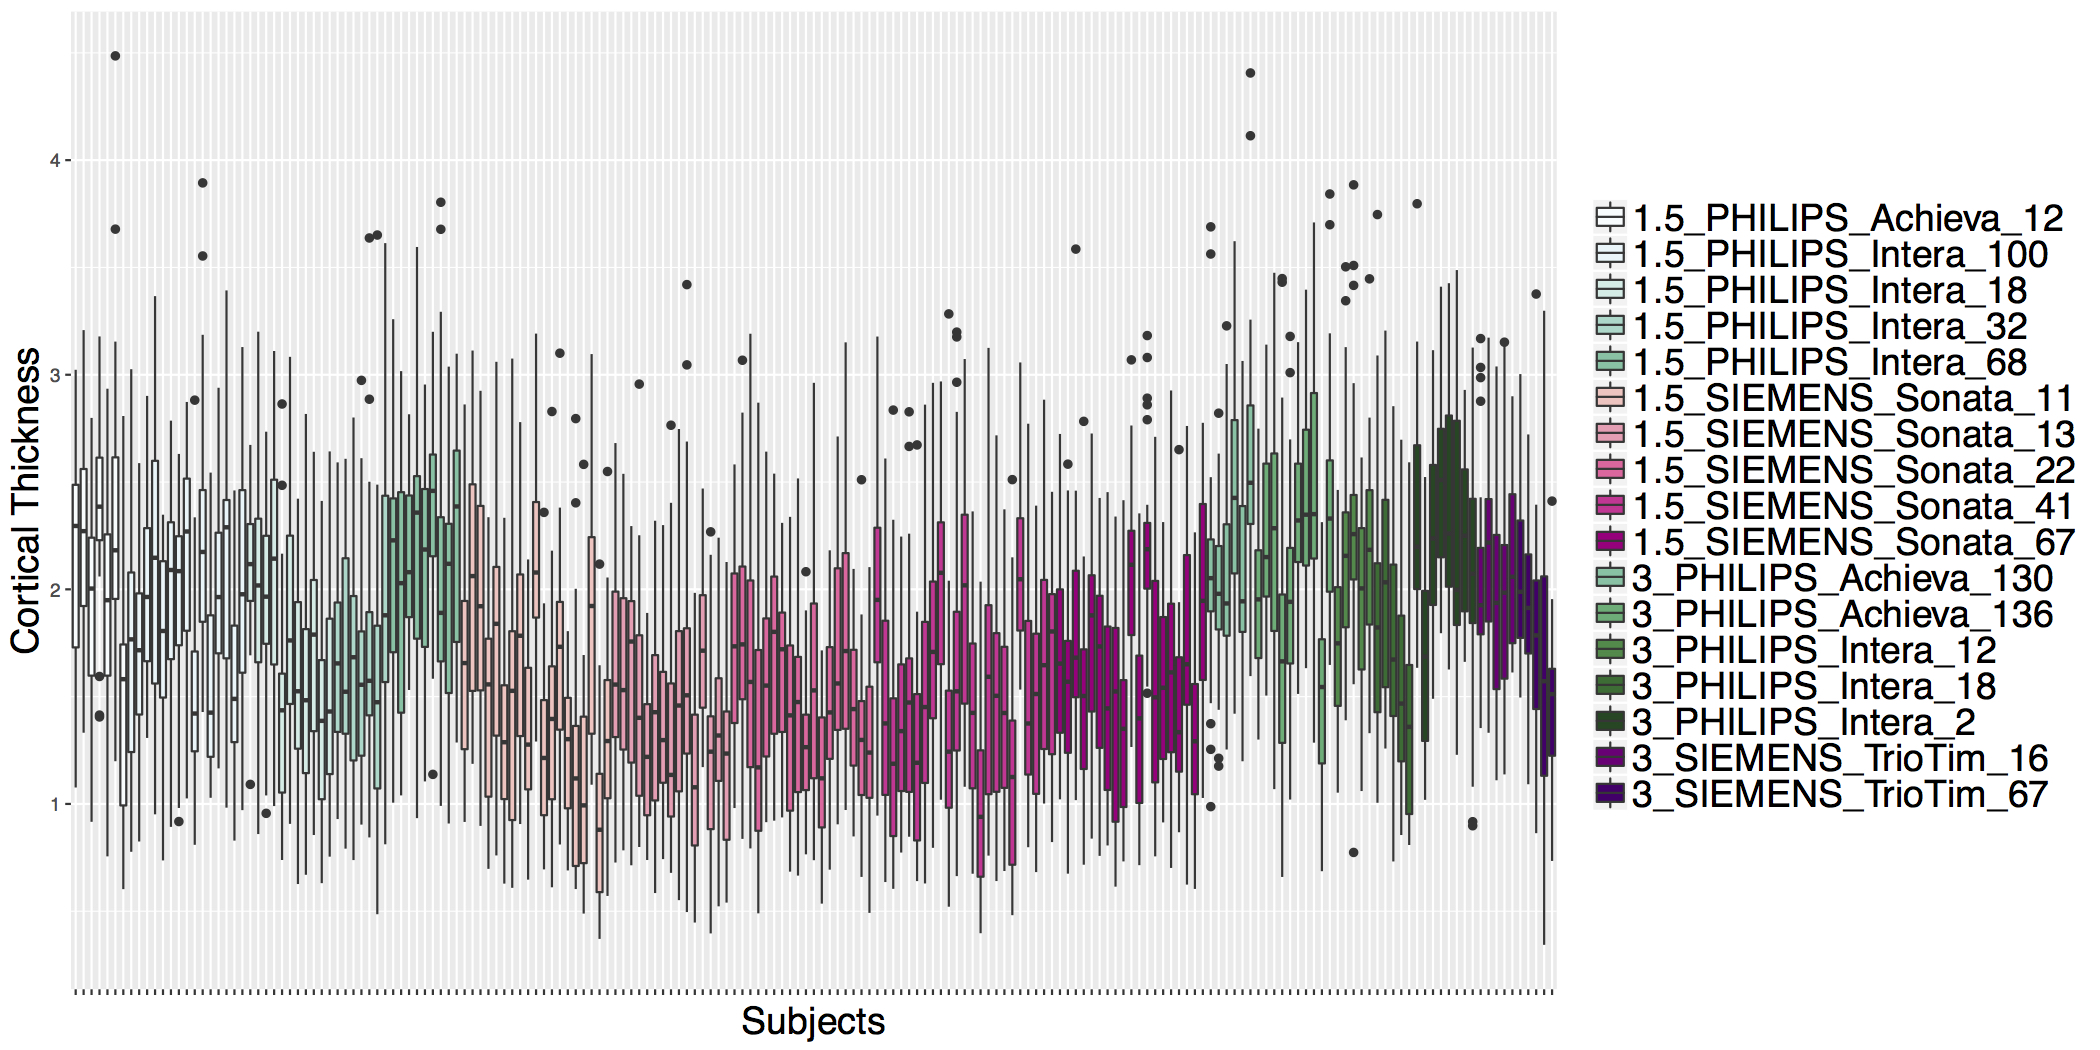 Cortical Thickness
4
3
2
1
Subjects
1.5_PHILIPS_Achieva_12
1.5_PHILIPS_Intera_100
1.5_PHILIPS_Intera_18
1.5_PHILIPS_Intera_32
1.5_PHILIPS_Intera_68
1.5_SIEMENS_Sonata_11
1.5_SIEMENS_Sonata_13
1.5_SIEMENS_Sonata_22
1.5_SIEMENS_Sonata_41
1.5_SIEMENS_Sonata_67
3_PHILIPS_Achieva_130
3_PHILIPS_Achieva_136
3_PHILIPS_Intera_12
3_PHILIPS_Intera_18
3_PHILIPS_Intera_2
3_SIEMENS_TrioTim_16
3_SIEMENS_TrioTim_67